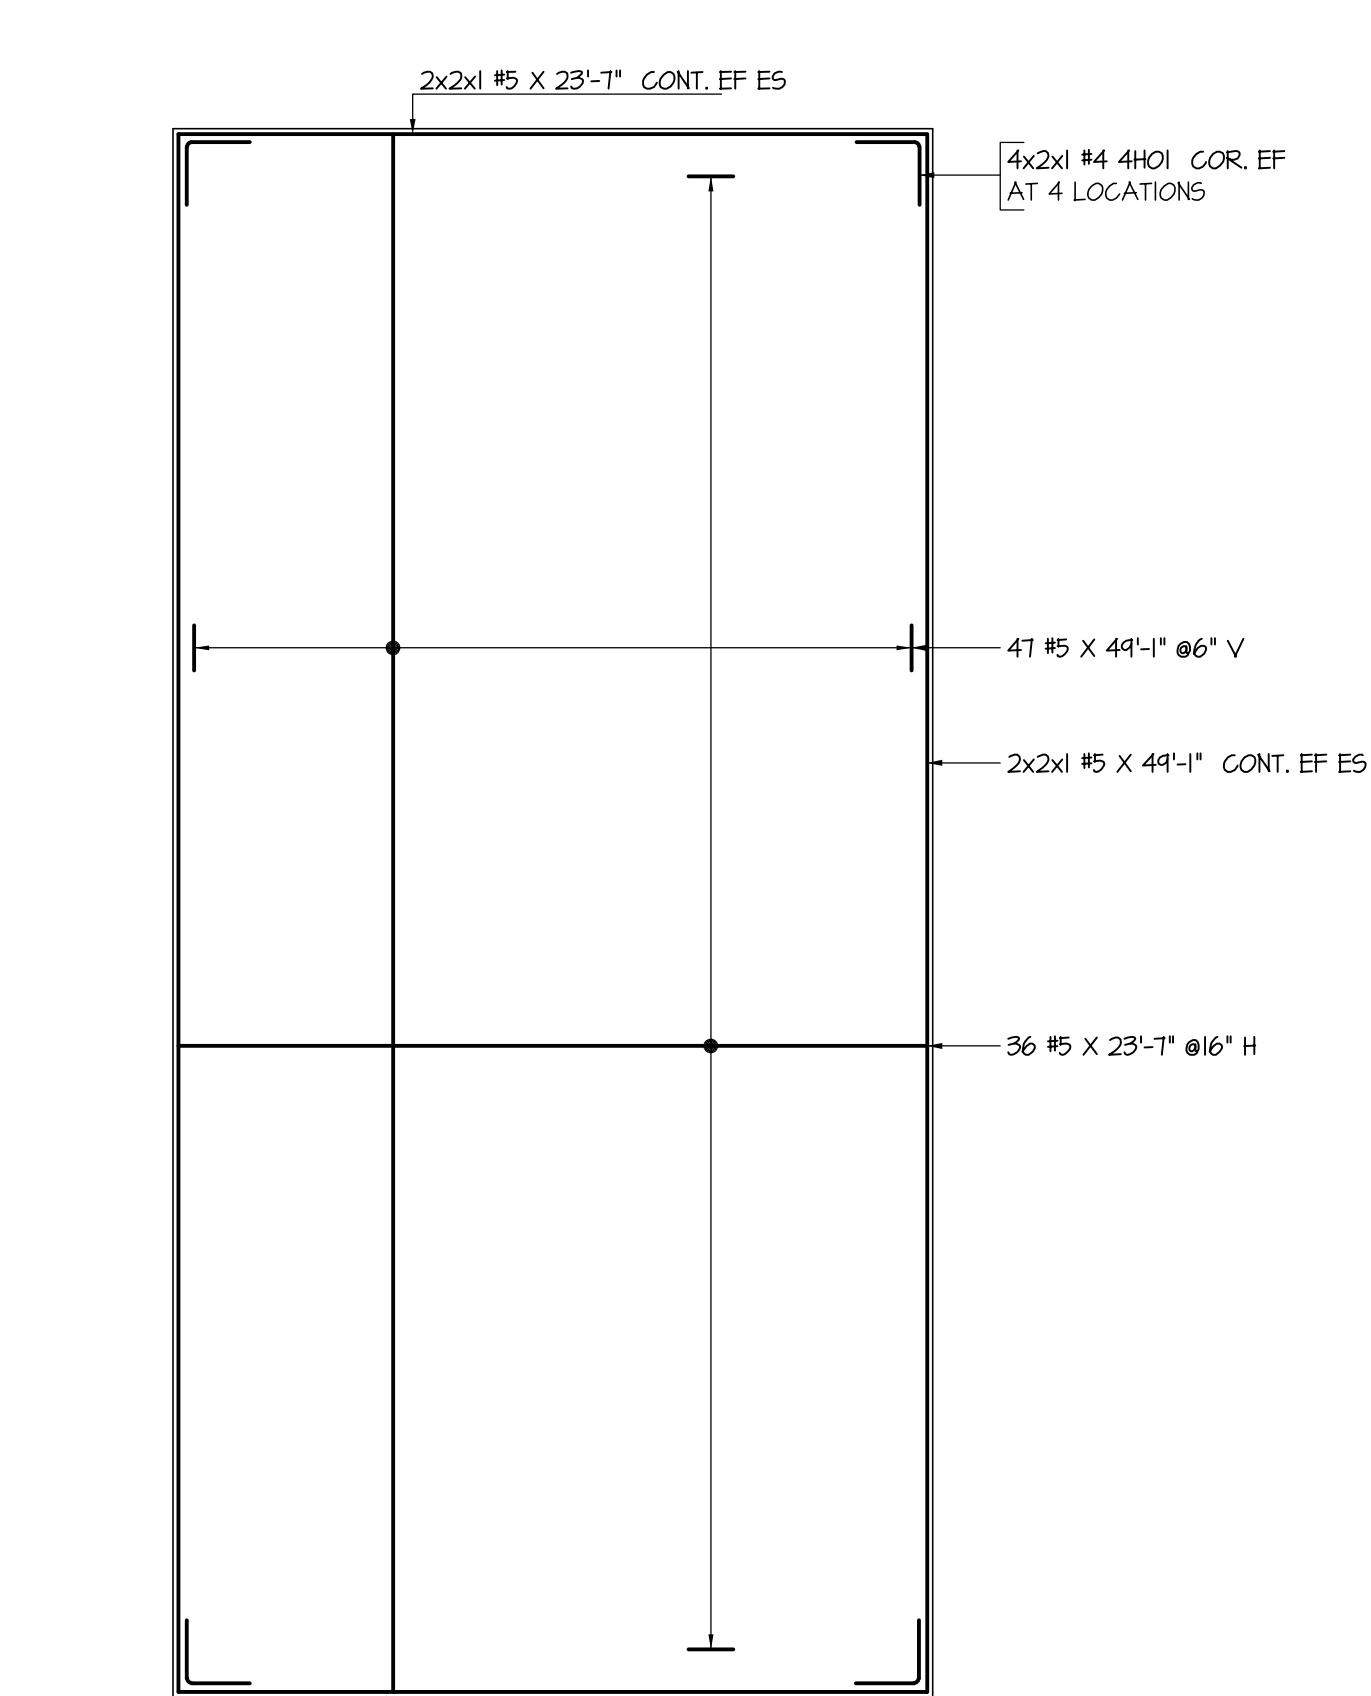 2x2x1 #5 X 23'-7" CONT. EF ES
4x2x1 #4 4H01 COR. EF
AT 4 LOCATIONS
47 #5 X 49'-1" @6" V
2x2x1 #5 X 49'-1" CONT. EF ES
36 #5 X 23'-7" @16" H